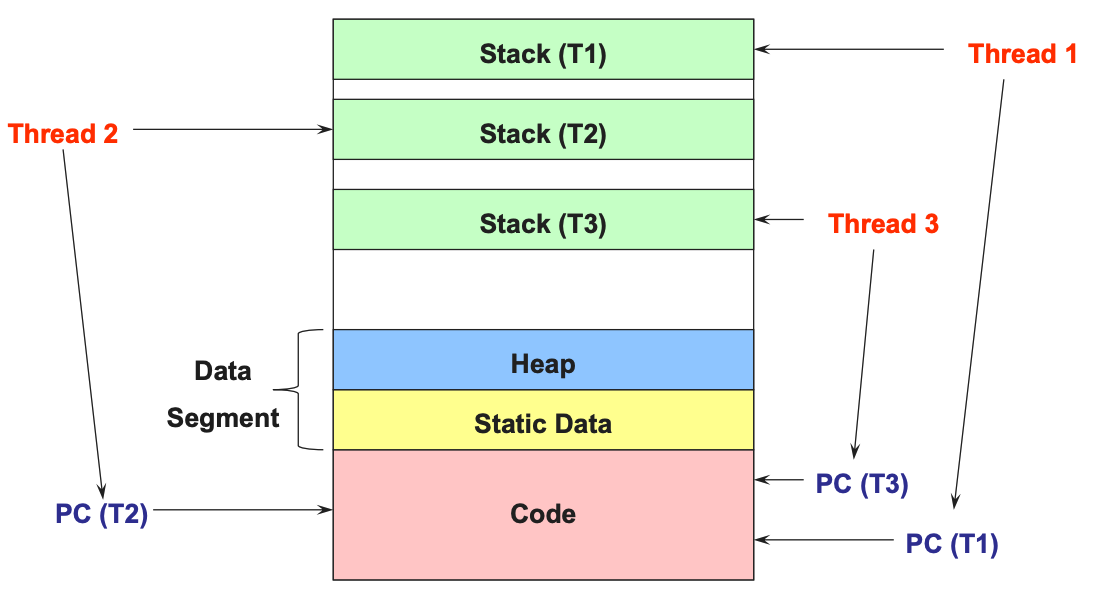 Stack (T1)
Thread 1
Thread 2
Stack (T2)
Stack (T3)
Thread 3
Data
Segment
Heap
Static Data
Code
PC (T3)
PC (T2)
PC (T1)